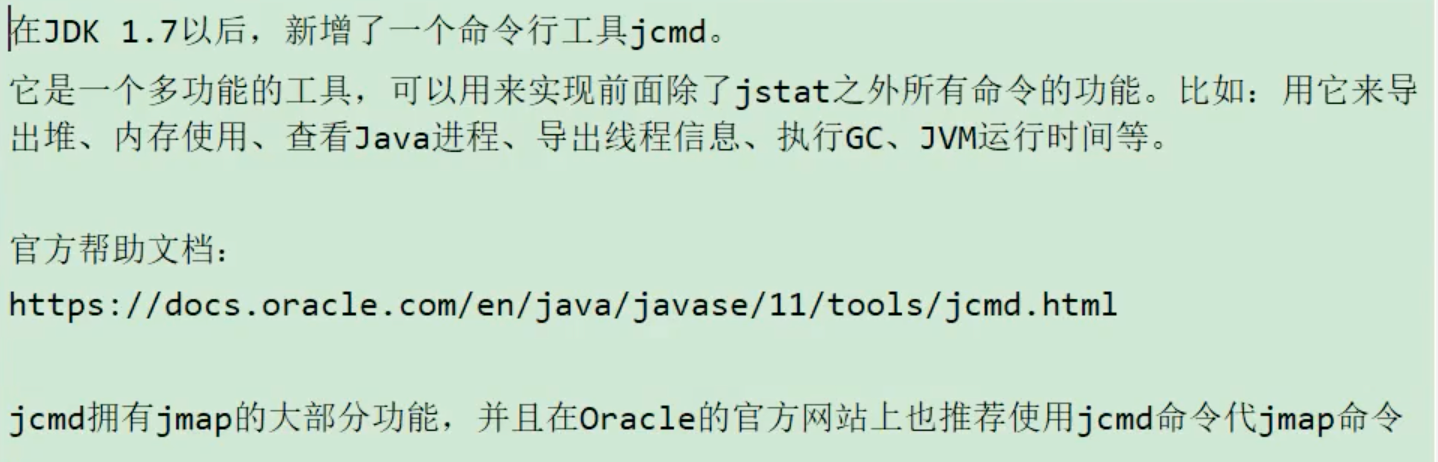 在JDK 1.7以后，新增了一个命令行工具jcmd。
它是一个多功能的工具，可以用来实现前面除了jstat之外所有命令的功能。比如：用它来导
出堆、内存使用、查看Java进程、导出线程信息、执行GC、JVM运行时间等。
官方帮助文档：
https://docs.oracle.com/en/java/javase/11/tools/jcmd.html
jcmd拥有jmap的大部分功能，并且在Oracle的官方网站上也推荐使用jcmd命令代jmap命令